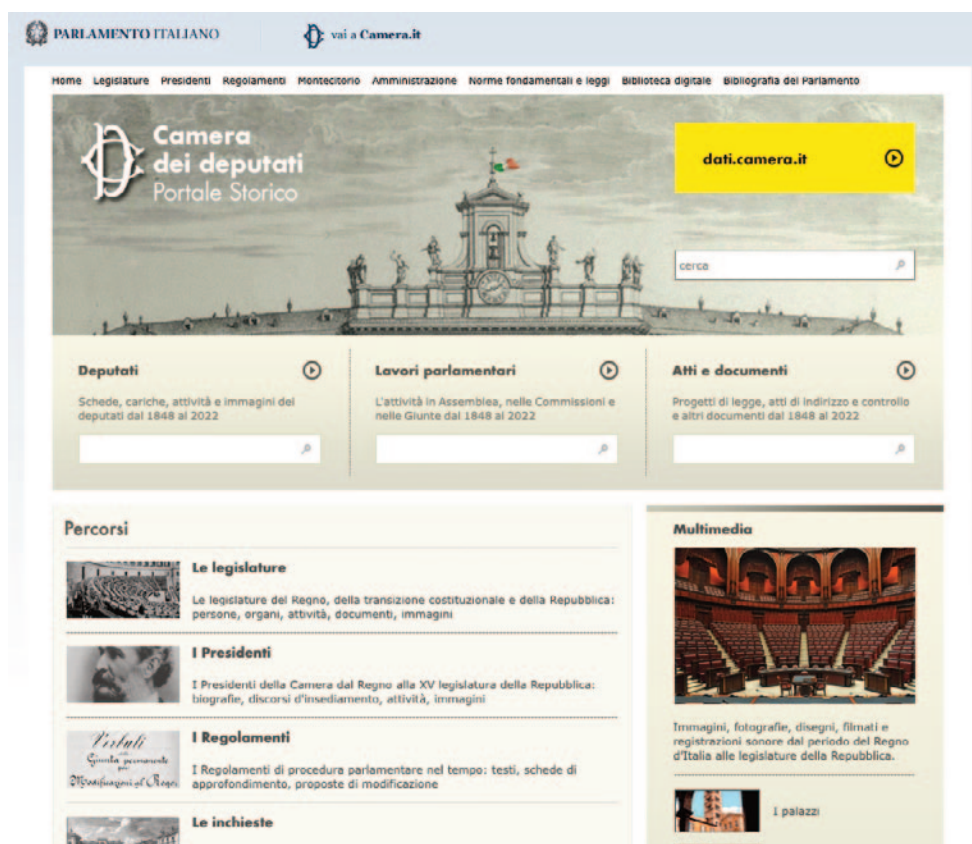 PARLAMENTO ITALIANO
vai a Camera.it
Home Legislature Presidenti Regolamenti Montecitorio Amministrazione Norme fondamentali e leggi Biblioteca digitale Bibliografia del Parlamento
Camera
dei deputati
Portale Storico
dati.camera.it
cerca
Deputati
Schede, cariche, attività e immagini dei
deputati dal 1848 al 2022
Lavori parlamentari
L'attività in Assemblea, nelle Commissioni e
nelle Giunte dal 1848 al 2022
Atti e documenti
Progetti di legge, atti di indirizzo e controllo
e altri documenti dal 1848 al 2022
Percorsi
Le legislature
Le legislature del Regno, della transizione costituzionale e della Repubblica:
persone, organi, attività, documenti, immagini
I Presidenti
I Presidenti della Camera dal Regno alla XV legislatura della Repubblica:
biografie, discorsi d'insediamento, attività, immagini
Verbali
Giunta permanente
I Regolamenti
I Regolamenti di procedura parlamentare nel tempo: testi, schede di
approfondimento, proposte di modificazione
Le inchieste
Multimedia
Immagini, fotografie, disegni, filmati e
registrazioni sonore dal periodo del Regno
d'Italia alle legislature della Repubblica.
I palazzi